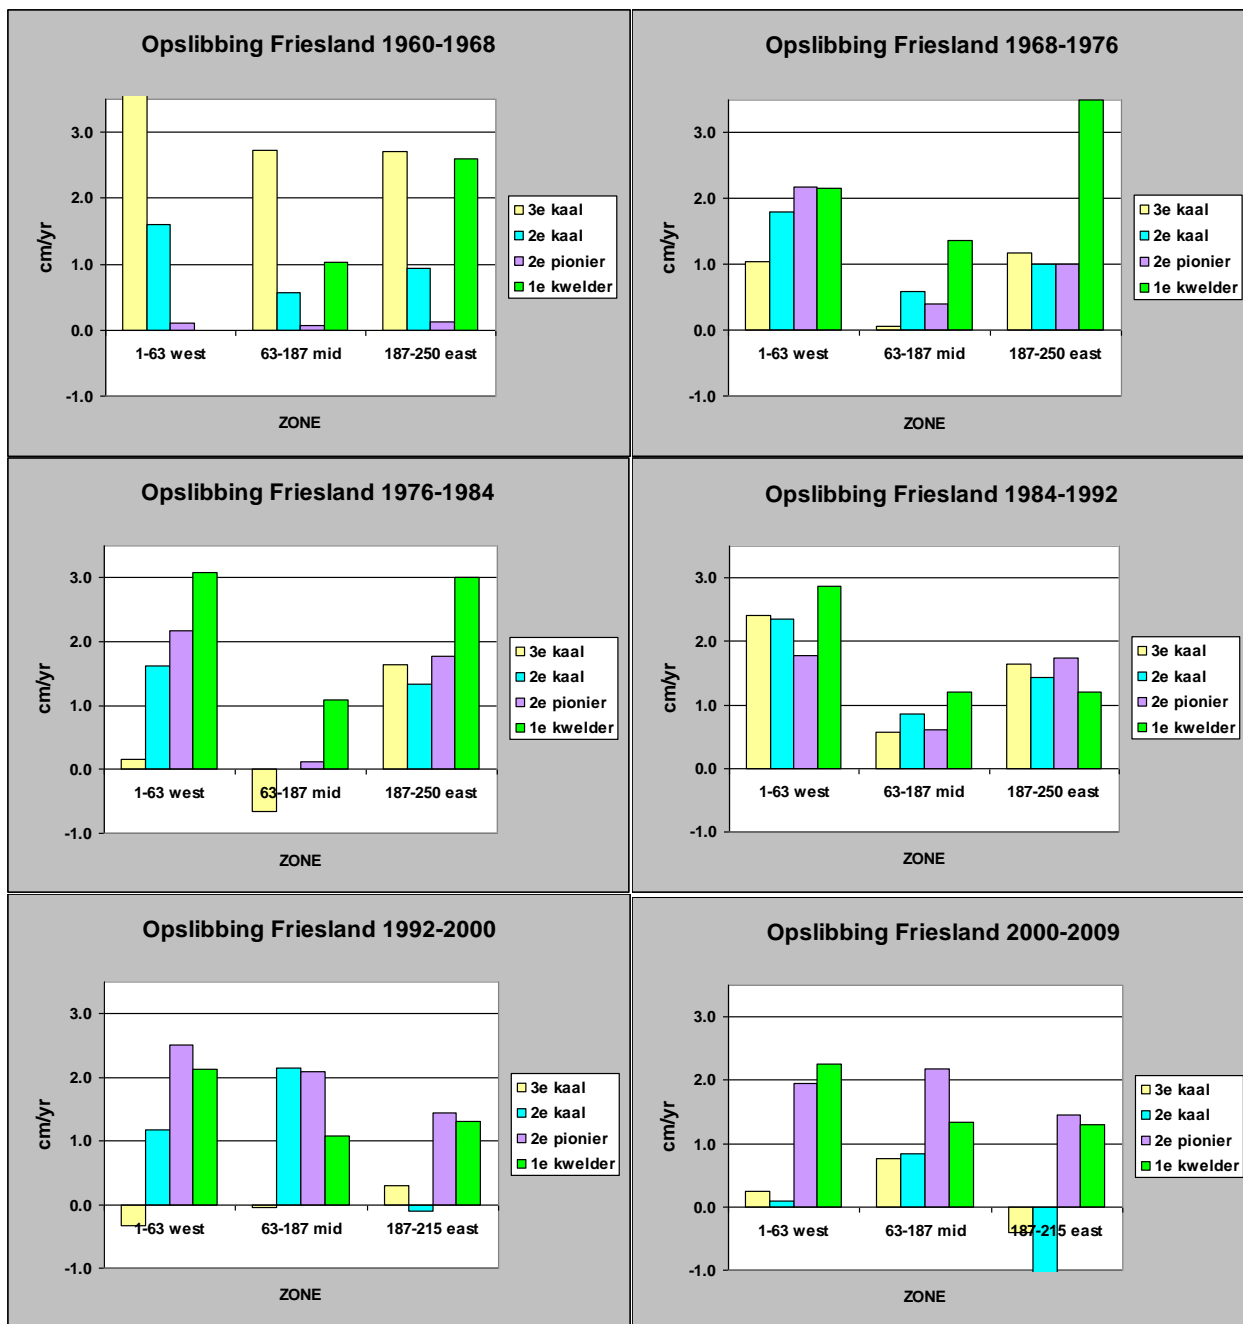 Opslibbing Friesland 1960-1968
3.0
2.0
1.0
0.0
-1.0
cm/yr
1-63 west
63-187 mid
187-250 east
ZONE
3e kaal
2e kaal
2e pionier
1e kwelder
Opslibbing Friesland 1968-1976
3.0
2.0
1.0
0.0
-1.0
cm/yr
1-63 west
63-187 mid
187-250 east
ZONE
3e kaal
2e kaal
2e pionier
1e kwelder
Opslibbing Friesland 1976-1984
3.0
2.0
1.0
0.0
-1.0
cm/yr
1-63 west
63-187 mid
187-250 east
ZONE
3e kaal
2e kaal
2e pionier
1e kwelder
Opslibbing Friesland 1984-1992
3.0
2.0
1.0
0.0
-1.0
cm/yr
1-63 west
63-187 mid
187-250 east
ZONE
3e kaal
2e kaal
2e pionier
1e kwelder
Opslibbing Friesland 1992-2000
3.0
2.0
1.0
0.0
-1.0
cm/yr
1-63 west
63-187 mid
187-215 east
ZONE
3e kaal
2e kaal
2e pionier
1e kwelder
Opslibbing Friesland 2000-2009
3.0
2.0
1.0
0.0
-1.0
cm/yr
1-63 west
63-187 mid
187-215 east
ZONE
3e kaal
2e kaal
2e pionier
1e kwelder